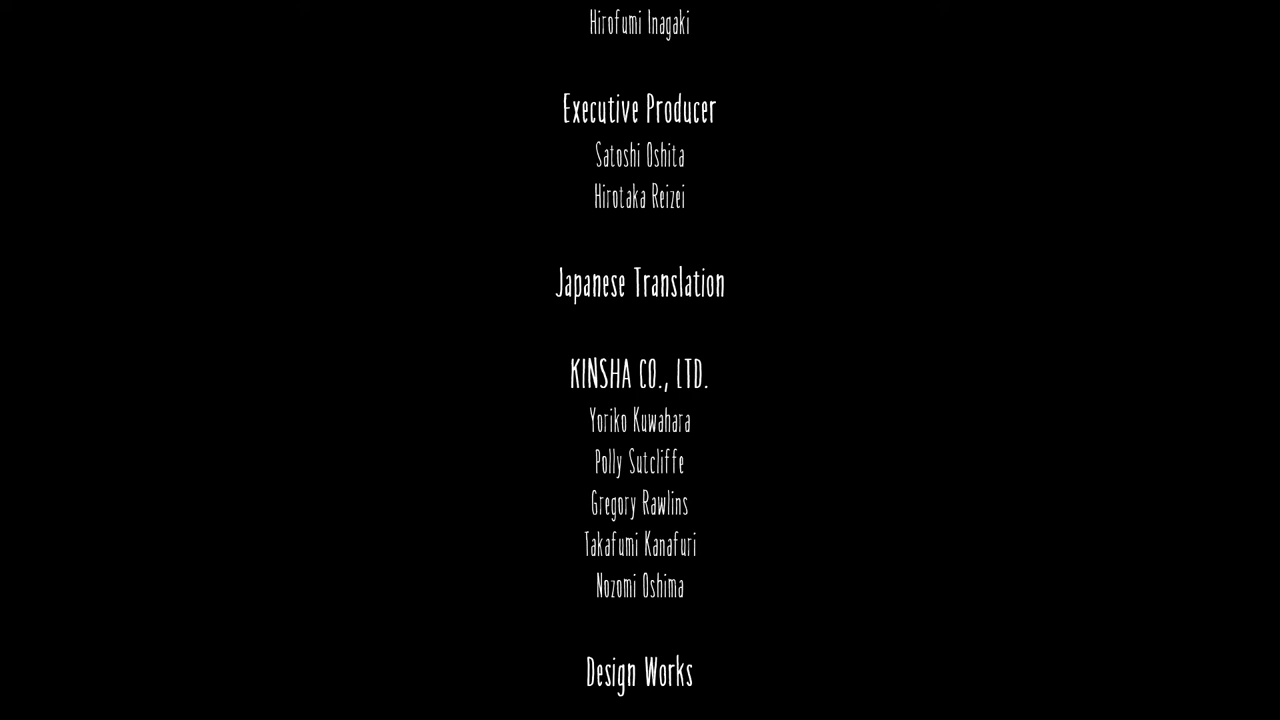 Hirofumi Inagaki
Executive Producer
Satoshi Oshita
Hirotaka Reizei
Japanese Translation
KINSHA CO., LTD.
Yoriko Kuwahara
Polly Sutcliffe
Gregory Rawlins
Takafumi Kanafuri
Nozomi Oshima
Design Works